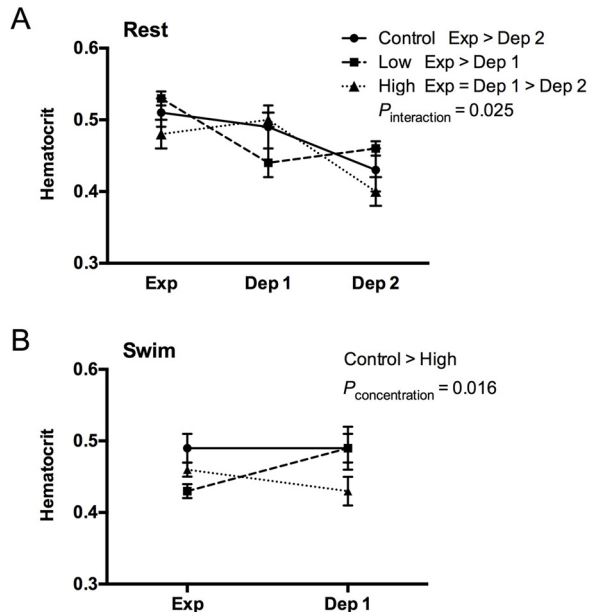 A
Rest
Control Exp > Dep 2
Low Exp > Dep 1
High Exp = Dep 1 > Dep 2
Pinteraction = 0.025
Hematocrit
0.6
0.5
0.4
0.3
Exp Dep 1 Dep 2
B
Swim
Control > High
Pconcentration = 0.016
Hematocrit
0.6
0.5
0.4
0.3
Exp Dep 1